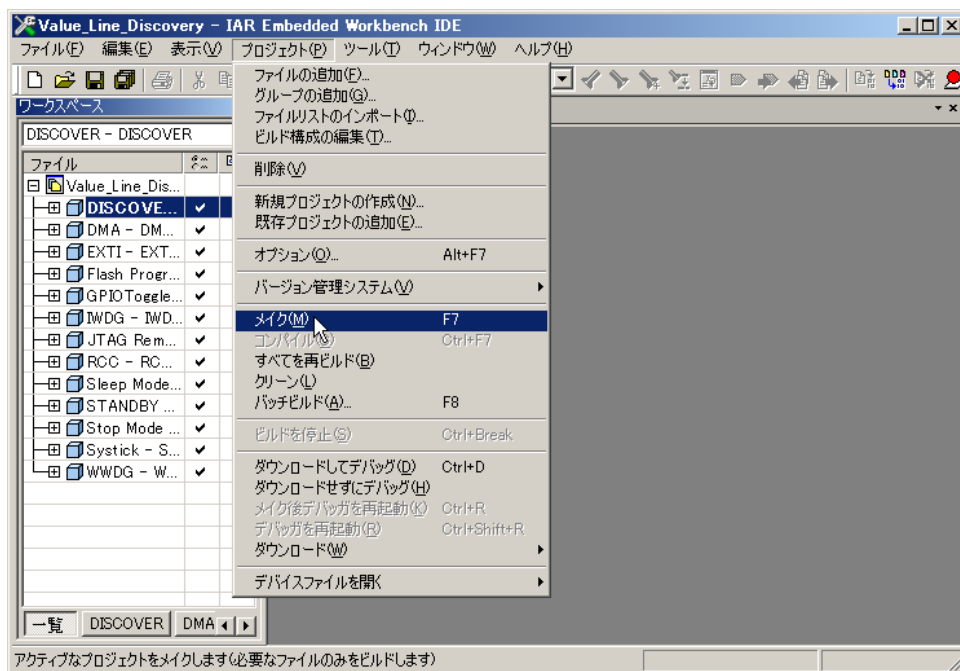 Value_Line_Discovery - IAR Embedded Workbench IDE
ファイル(F) 編集(E) 表示(V) プロジェクト(P) ツール(T) ウィンドウ(W) ヘルプ(H)
ワークスペース
DISCOVER - DISCOVER
ファイル
Value_Line_Dis...
DISCOVE...
DMA - DM...
EXTI - EXT...
Flash Progr...
GPIOToggle...
IWDG - IWD...
JTAG Rem...
RCC - RC...
Sleep Mode...
STANDBY ...
Stop Mode ...
Systick - S...
WWDG - W...
一覧 DISCOVER DMA
ファイルの追加(F)...
グループの追加(G)...
ファイルリストのインポート(I)...
ビルド構成の編集(T)...
削除(V)
新規プロジェクトの作成(N)...
既存プロジェクトの追加(E)...
オプション(O)... Alt+F7
バージョン管理システム(V)
メイク(M) F7
コンパイル Ctrl+F7
すべてを再ビルド(B)
クリーン(L)
バッチビルド(A)... F8
ビルドを停止(S) Ctrl+Break
ダウンロードしてデバッグ(D) Ctrl+D
ダウンロードせずにデバッグ(H)
メイク後デバッガを再起動(K) Ctrl+R
デバッガを再起動(R) Ctrl+Shift+R
ダウンロード(W)
デバイスファイルを開く
アクティブなプロジェクトをメイクします(必要なファイルのみをビルドします)